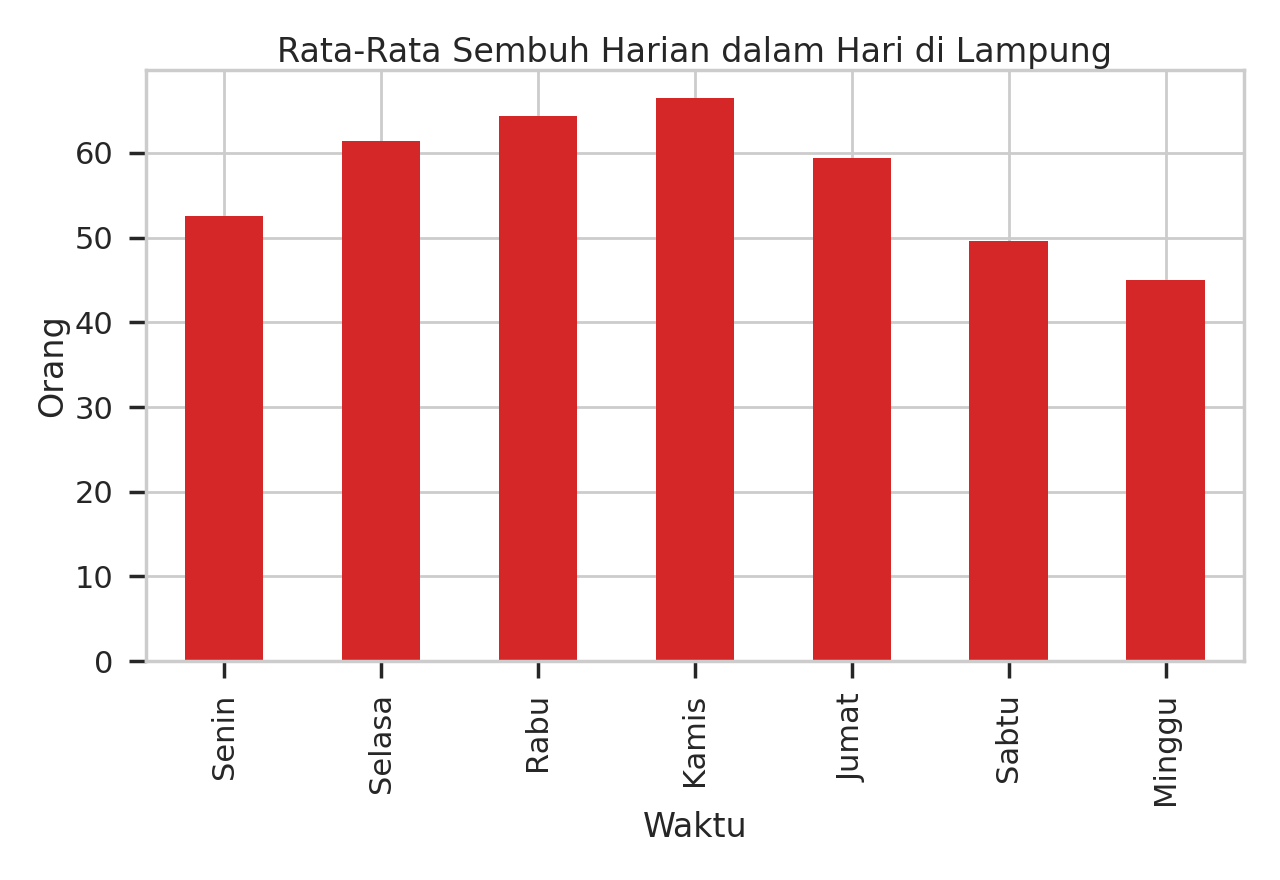 Rata-Rata Sembuh Harian dalam Hari di Lampung
Orang
60
50
40
30
20
10
0
Senin
Selasa
Rabu
Kamis
Jumat
Sabtu
Minggu
Waktu